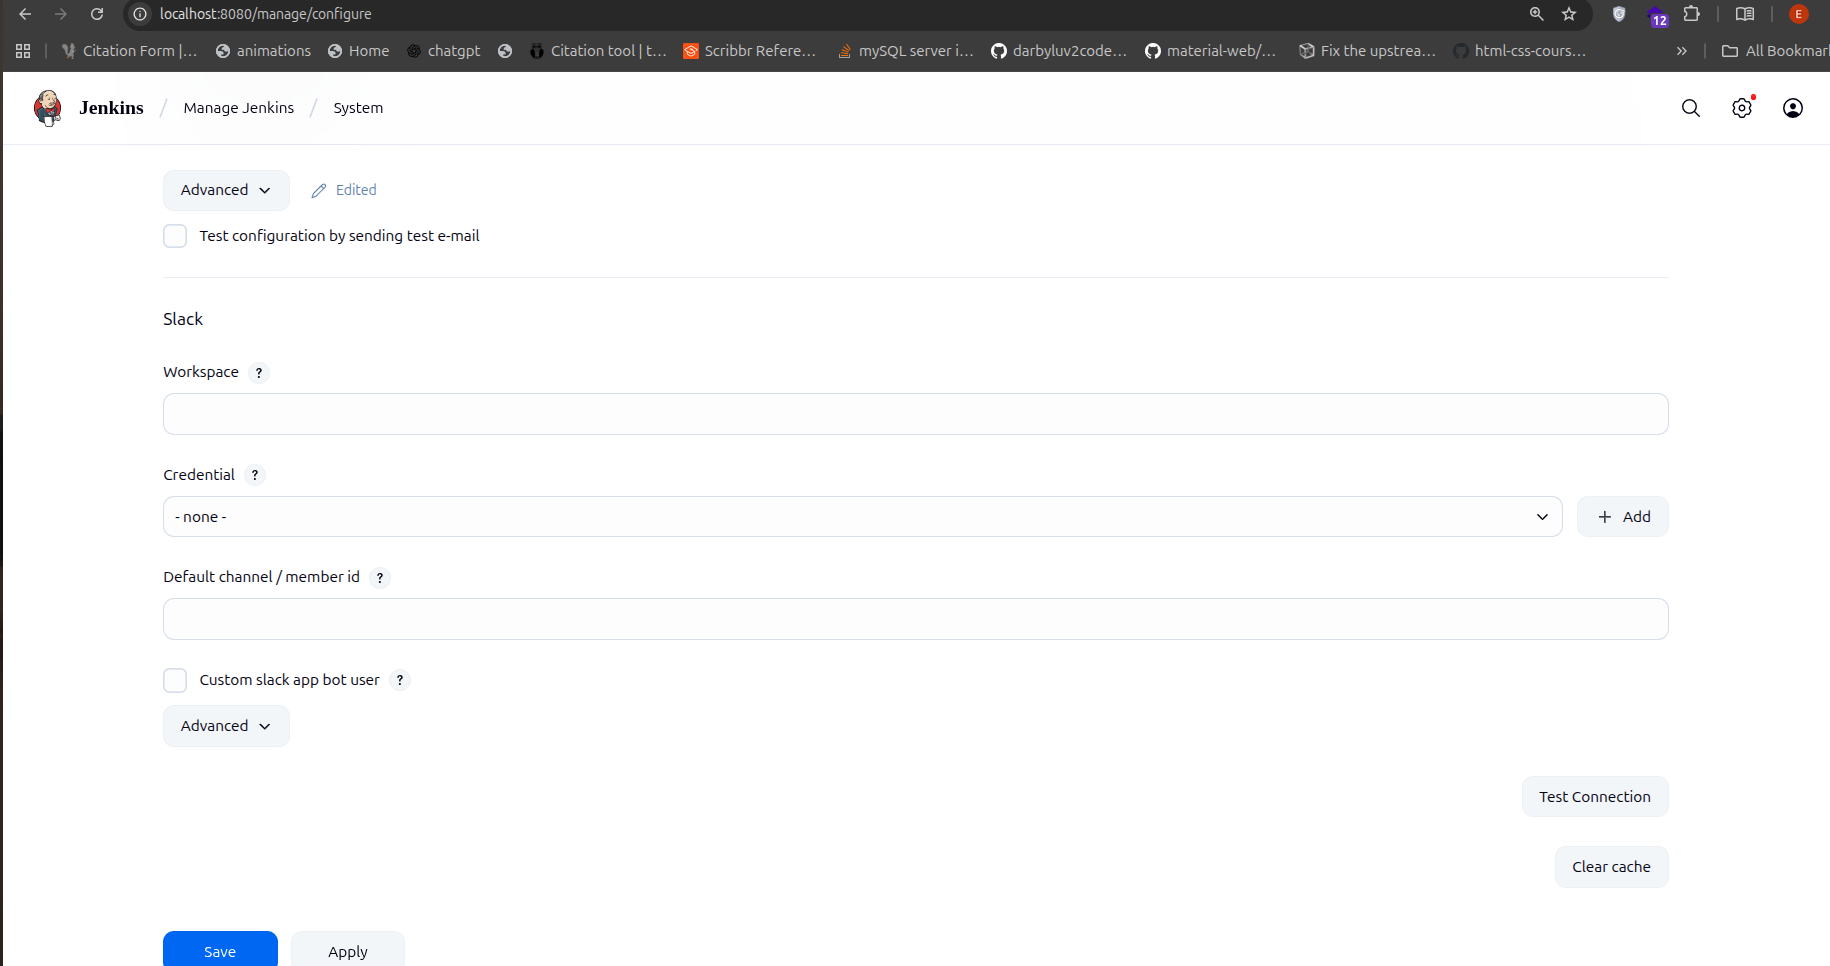 localhost:8080/manage/configure
12
E
Citation Form |... animations Home chatgpt Citation tool | t... Scribbr Refere... mySQL server i... darbyluv2code... material-web/... Fix the upstrea... html-css-cours... » All Bookmar
Jenkins / Manage Jenkins / System
Advanced Edited
Test configuration by sending test e-mail
Slack
Workspace ?
Credential ?
- none -
+ Add
Default channel / member id ?
Custom slack app bot user ?
Advanced
Test Connection
Clear cache
Save Apply